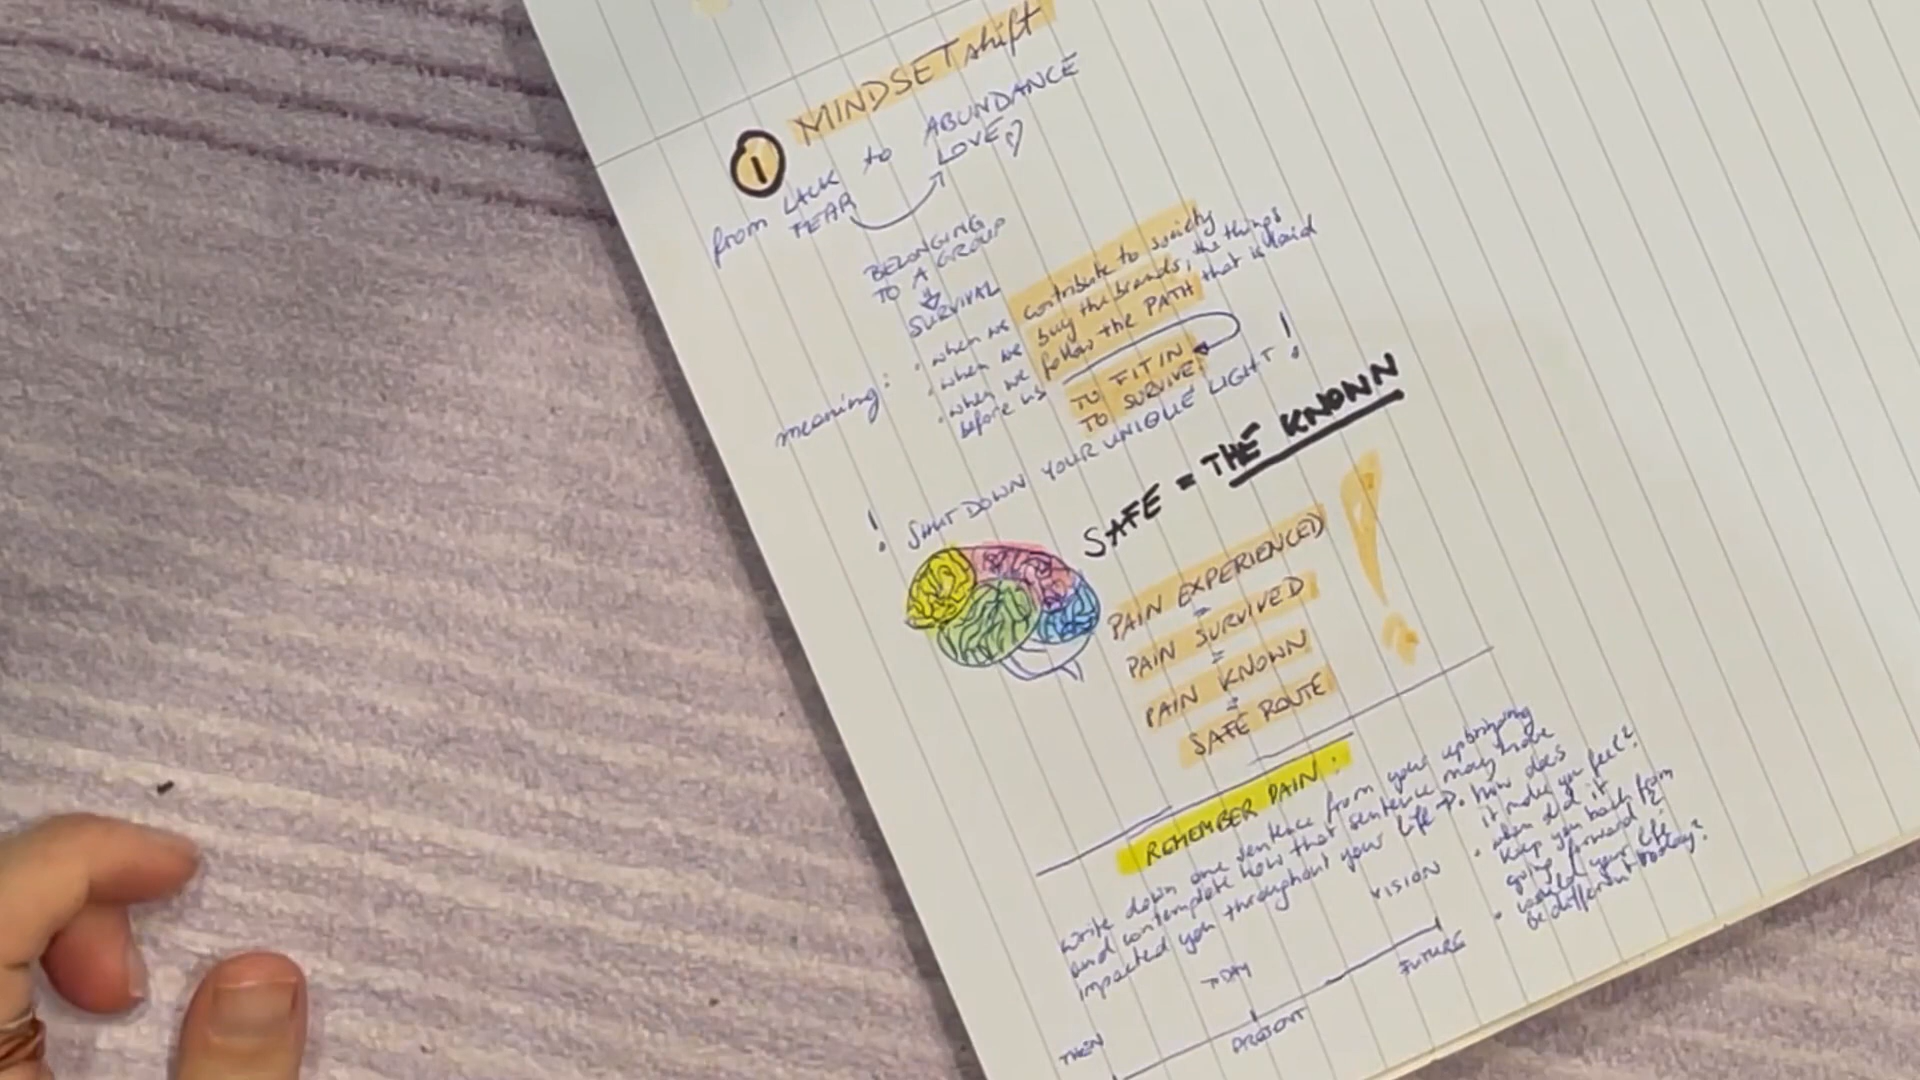 1 MINDSET shift
from LACK to ABUNDANCE
FEAR LOVE
BELONGING
TO A GROUP
SURVIVAL
meaning:
· when we contribute to society
· when we buy the brands, the things
· when we follow the PATH that is laid
before us
TO FIT IN
TO SURVIVE
! SHUT DOWN YOUR UNIQUE LIGHT !
SAFE = THE KNOWN
PAIN EXPERIENCED
=
PAIN SURVIVED
=
PAIN KNOWN
=
SAFE ROUTE
!
REMEMBER PAIN:
Write down one sentence from your upbringing
and contemplate how that sentence may have
impacted you throughout your life → · how does
it make you feel?
· when did it
keep you back from
going forward?
· would your life
be different today?
VISION
TODAY
THEN
PRESENT
FUTURE